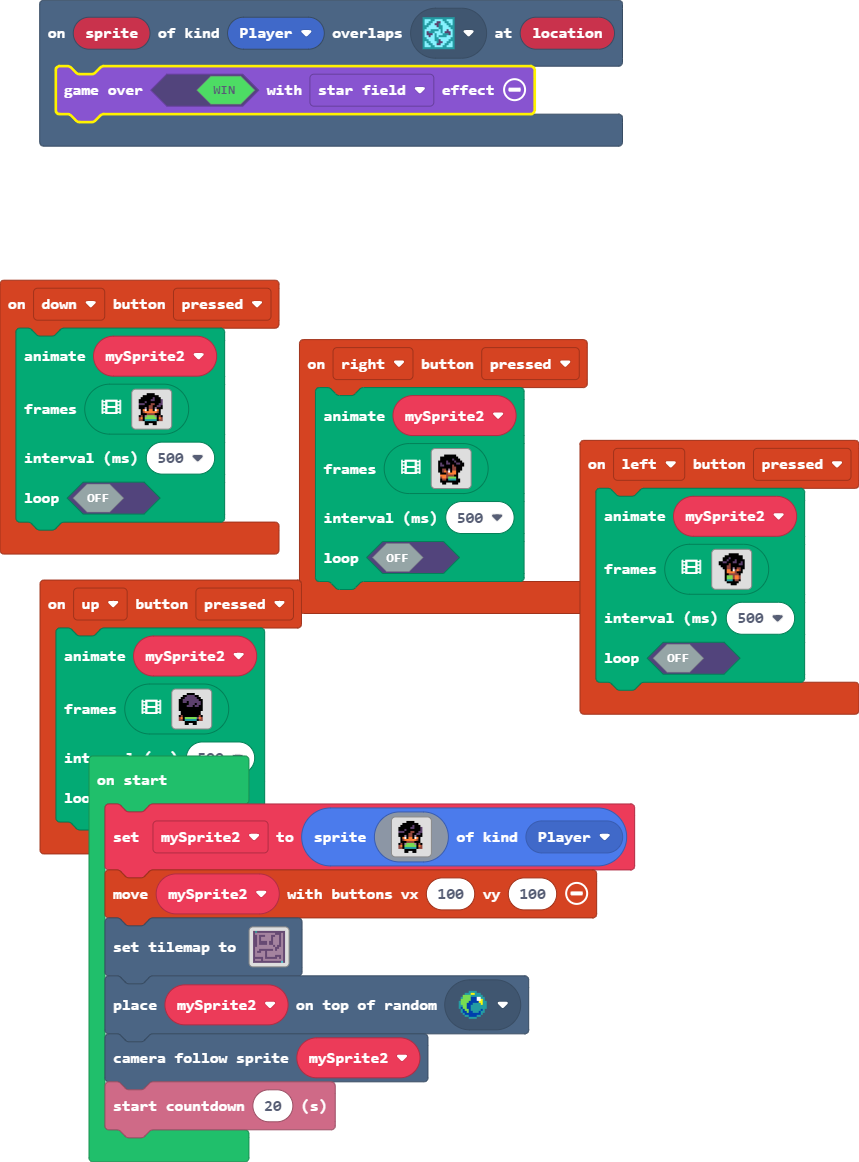 on sprite of kind Player overlaps at location
game over WIN with star field effect
on down button pressed
animate mySprite2
frames
interval (ms) 500
loop OFF
on right button pressed
animate mySprite2
frames
interval (ms) 500
loop OFF
on left button pressed
animate mySprite2
frames
interval (ms) 500
loop OFF
on up button pressed
animate mySprite2
frames
on start
set mySprite2 to sprite of kind Player
move mySprite2 with buttons vx 100 vy 100
set tilemap to
place mySprite2 on top of random
camera follow sprite mySprite2
start countdown 20 (s)